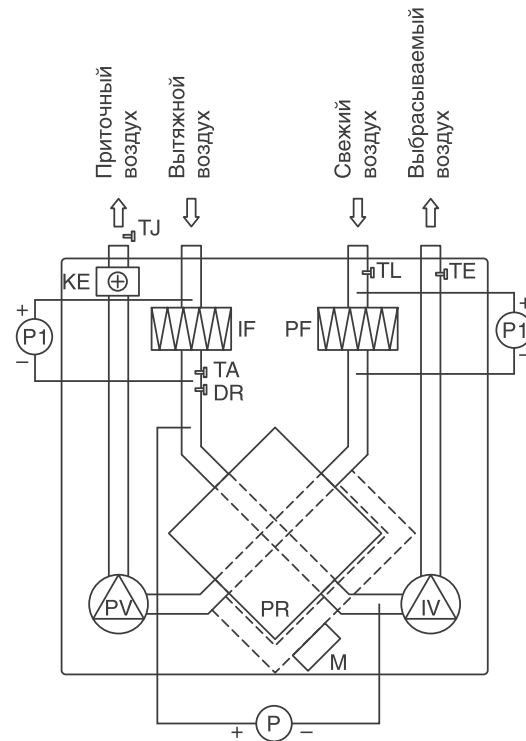 Приточный
воздух
Вытяжной
воздух
Свежий
воздух
Выбрасываемый
воздух
TJ
KE
TL
TE
+
P1
−
IF
PF
+
P1
−
TA
DR
PV
PR
IV
M
+
P
−